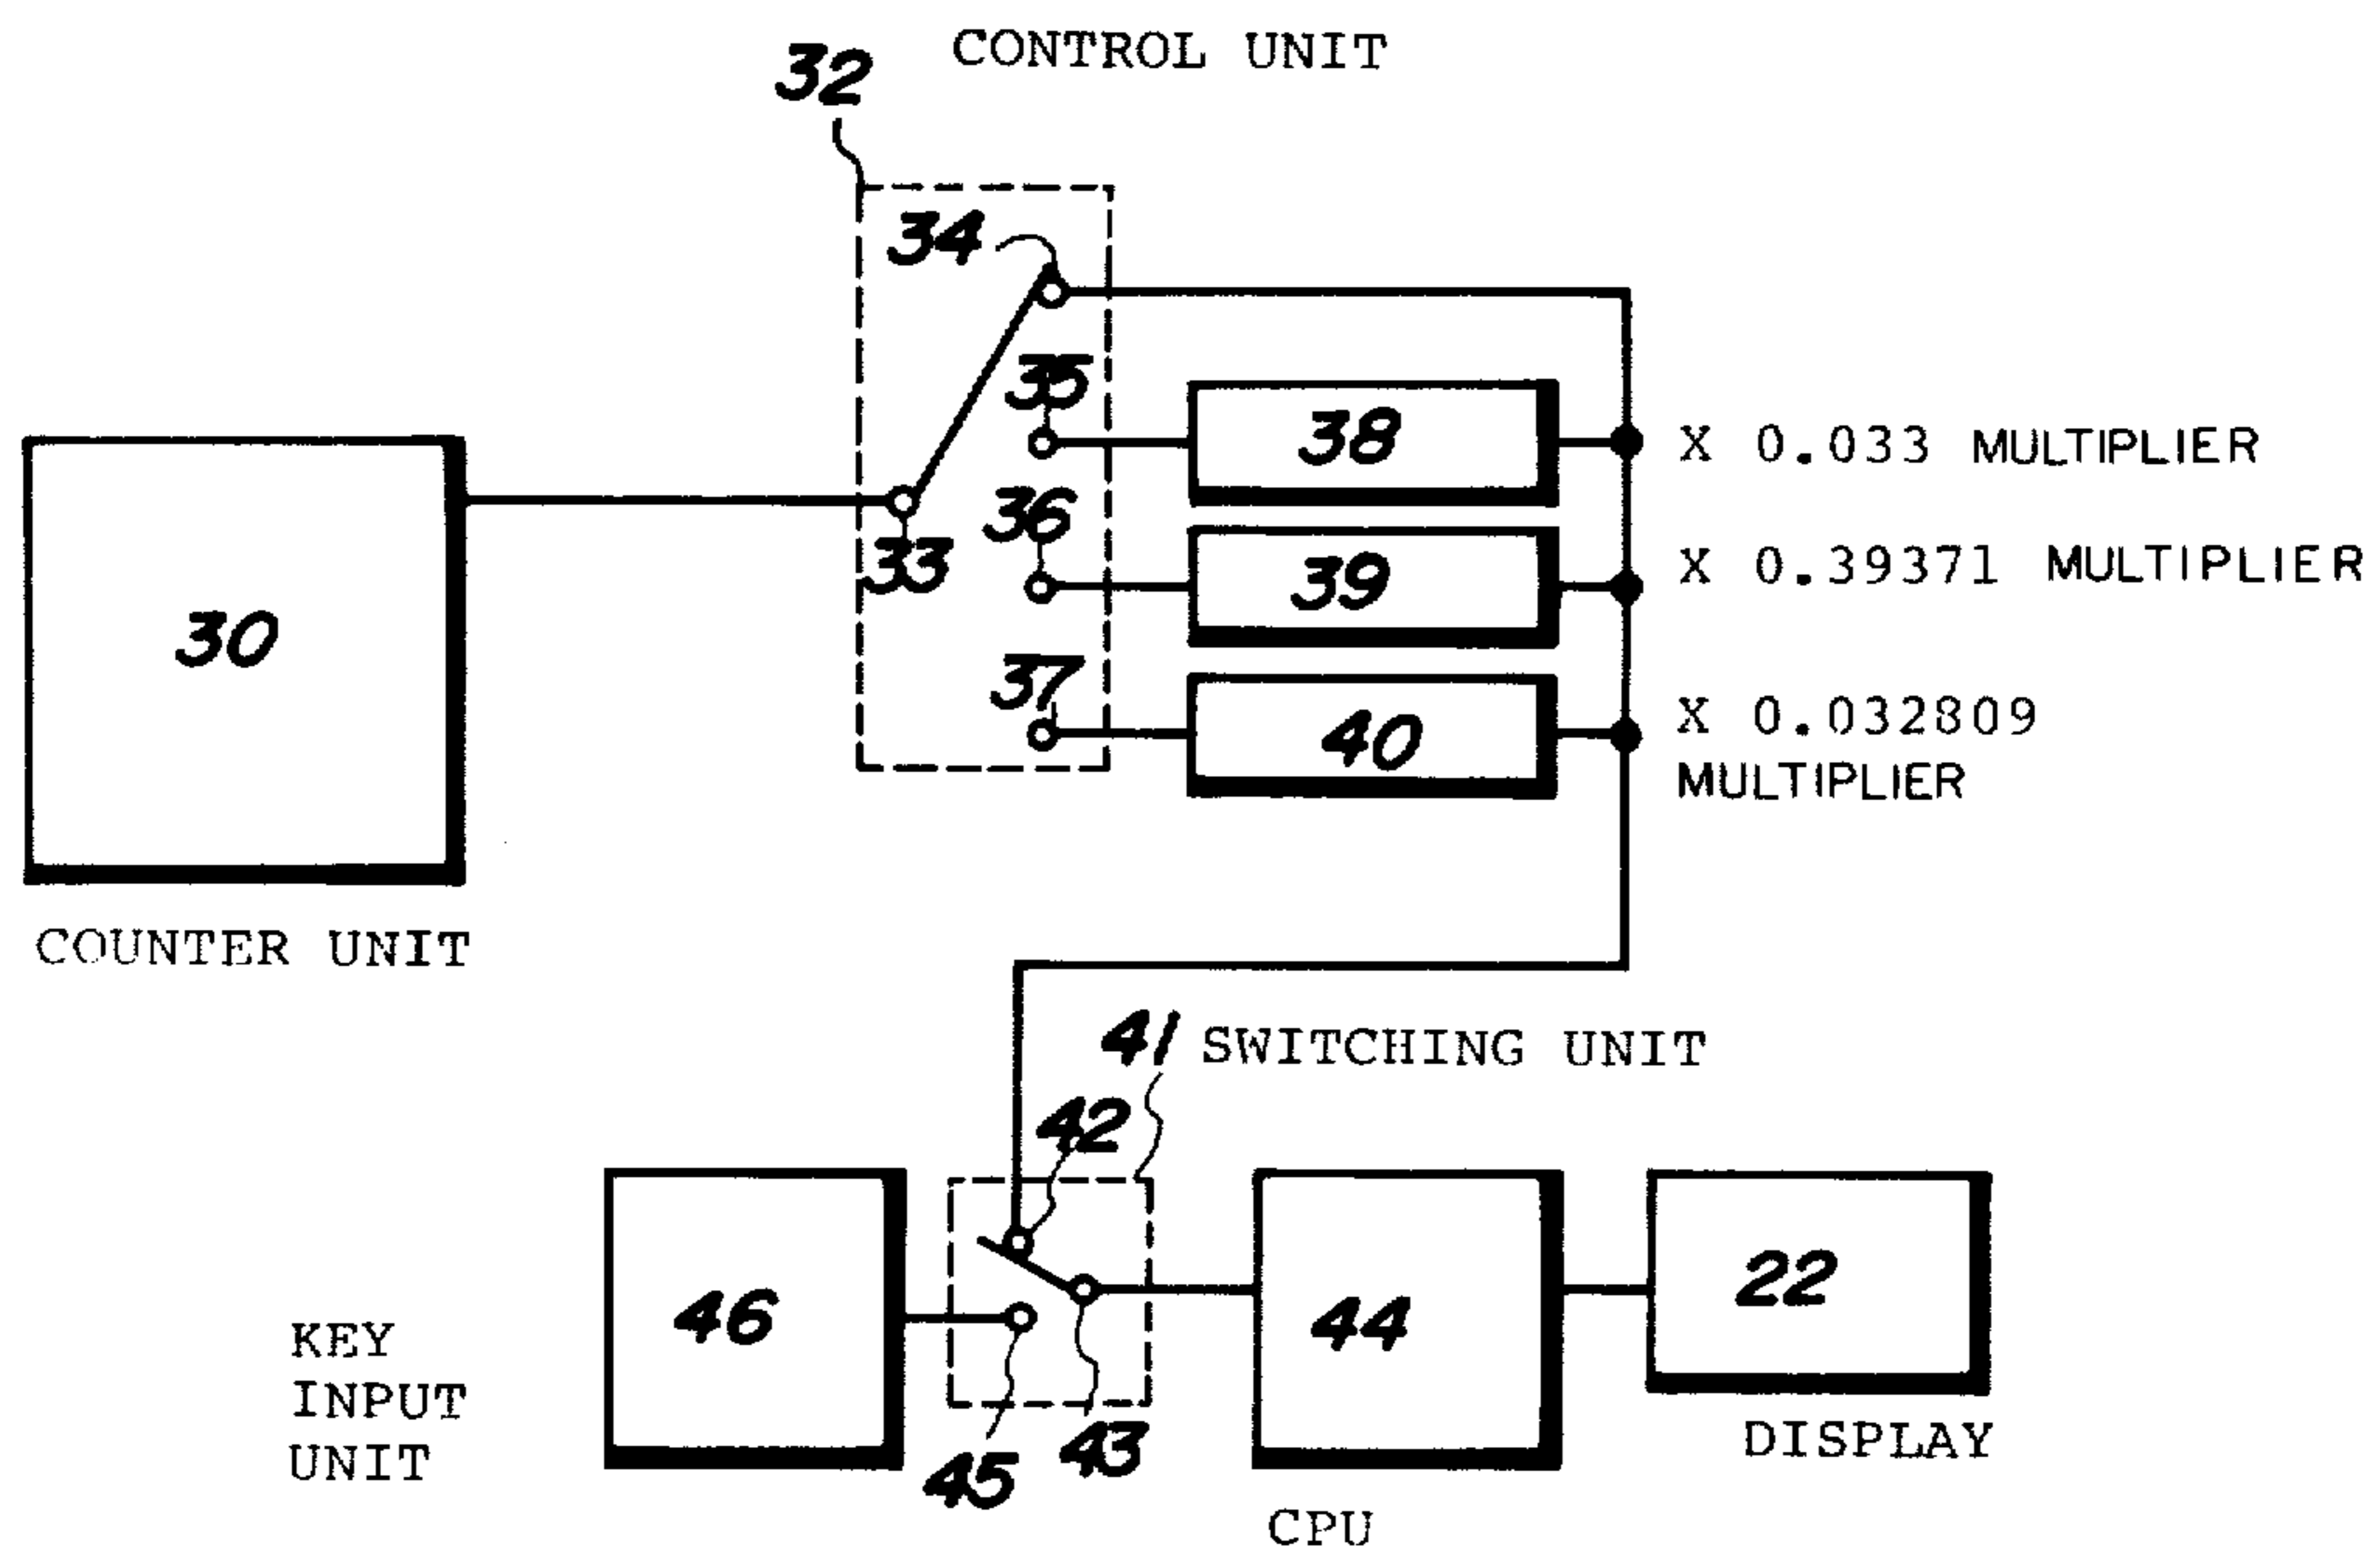 CONTROL UNIT
32
34
35
38
X 0.033 MULTIPLIER
33
36
39
X 0.39371 MULTIPLIER
30
37
40
X 0.032809
MULTIPLIER
COUNTER UNIT
41 SWITCHING UNIT
42
46
44
22
KEY
INPUT
UNIT
45
43
DISPLAY
CPU